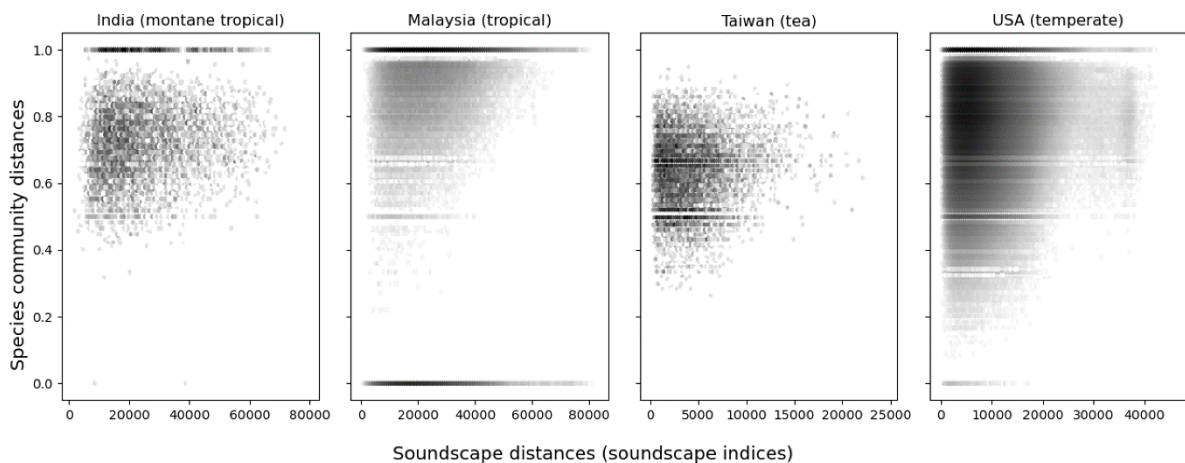 India (montane tropical)
Malaysia (tropical)
Taiwan (tea)
USA (temperate)
Species community distances
1.0
0.8
0.6
0.4
0.2
0.0
0 20000 40000 60000 80000
0 20000 40000 60000 80000
0 5000 10000 15000 20000 25000
0 10000 20000 30000 40000
Soundscape distances (soundscape indices)